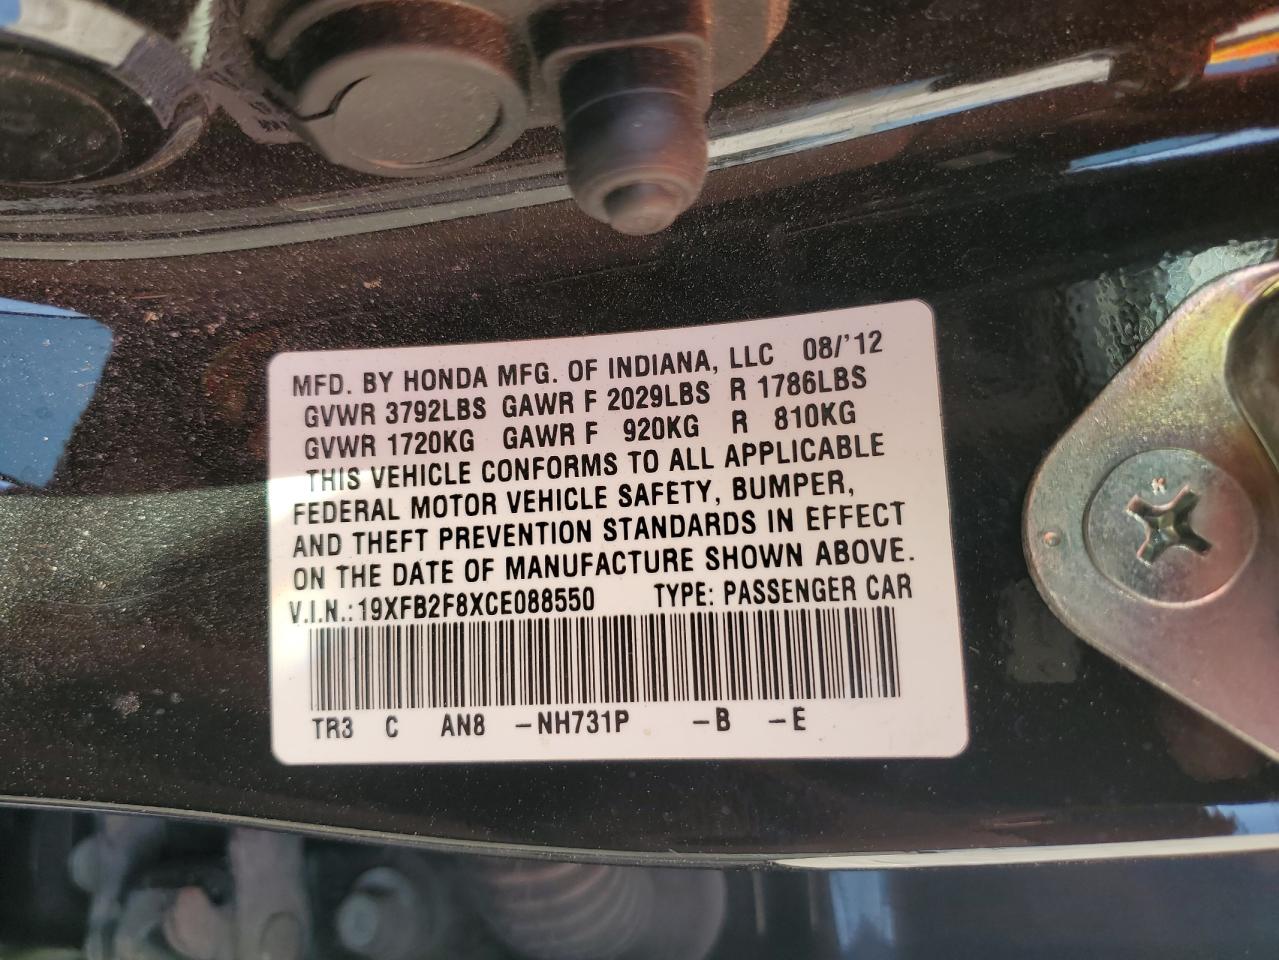 MFD. BY HONDA MFG. OF INDIANA, LLC 08/'12
GVWR 3792LBS GAWR F 2029LBS R 1786LBS
GVWR 1720KG GAWR F 920KG R 810KG
THIS VEHICLE CONFORMS TO ALL APPLICABLE
FEDERAL MOTOR VEHICLE SAFETY, BUMPER,
AND THEFT PREVENTION STANDARDS IN EFFECT
ON THE DATE OF MANUFACTURE SHOWN ABOVE.
V.I.N.: 19XFB2F8XCE088550 TYPE: PASSENGER CAR
TR3 C AN8 -NH731P -B -E